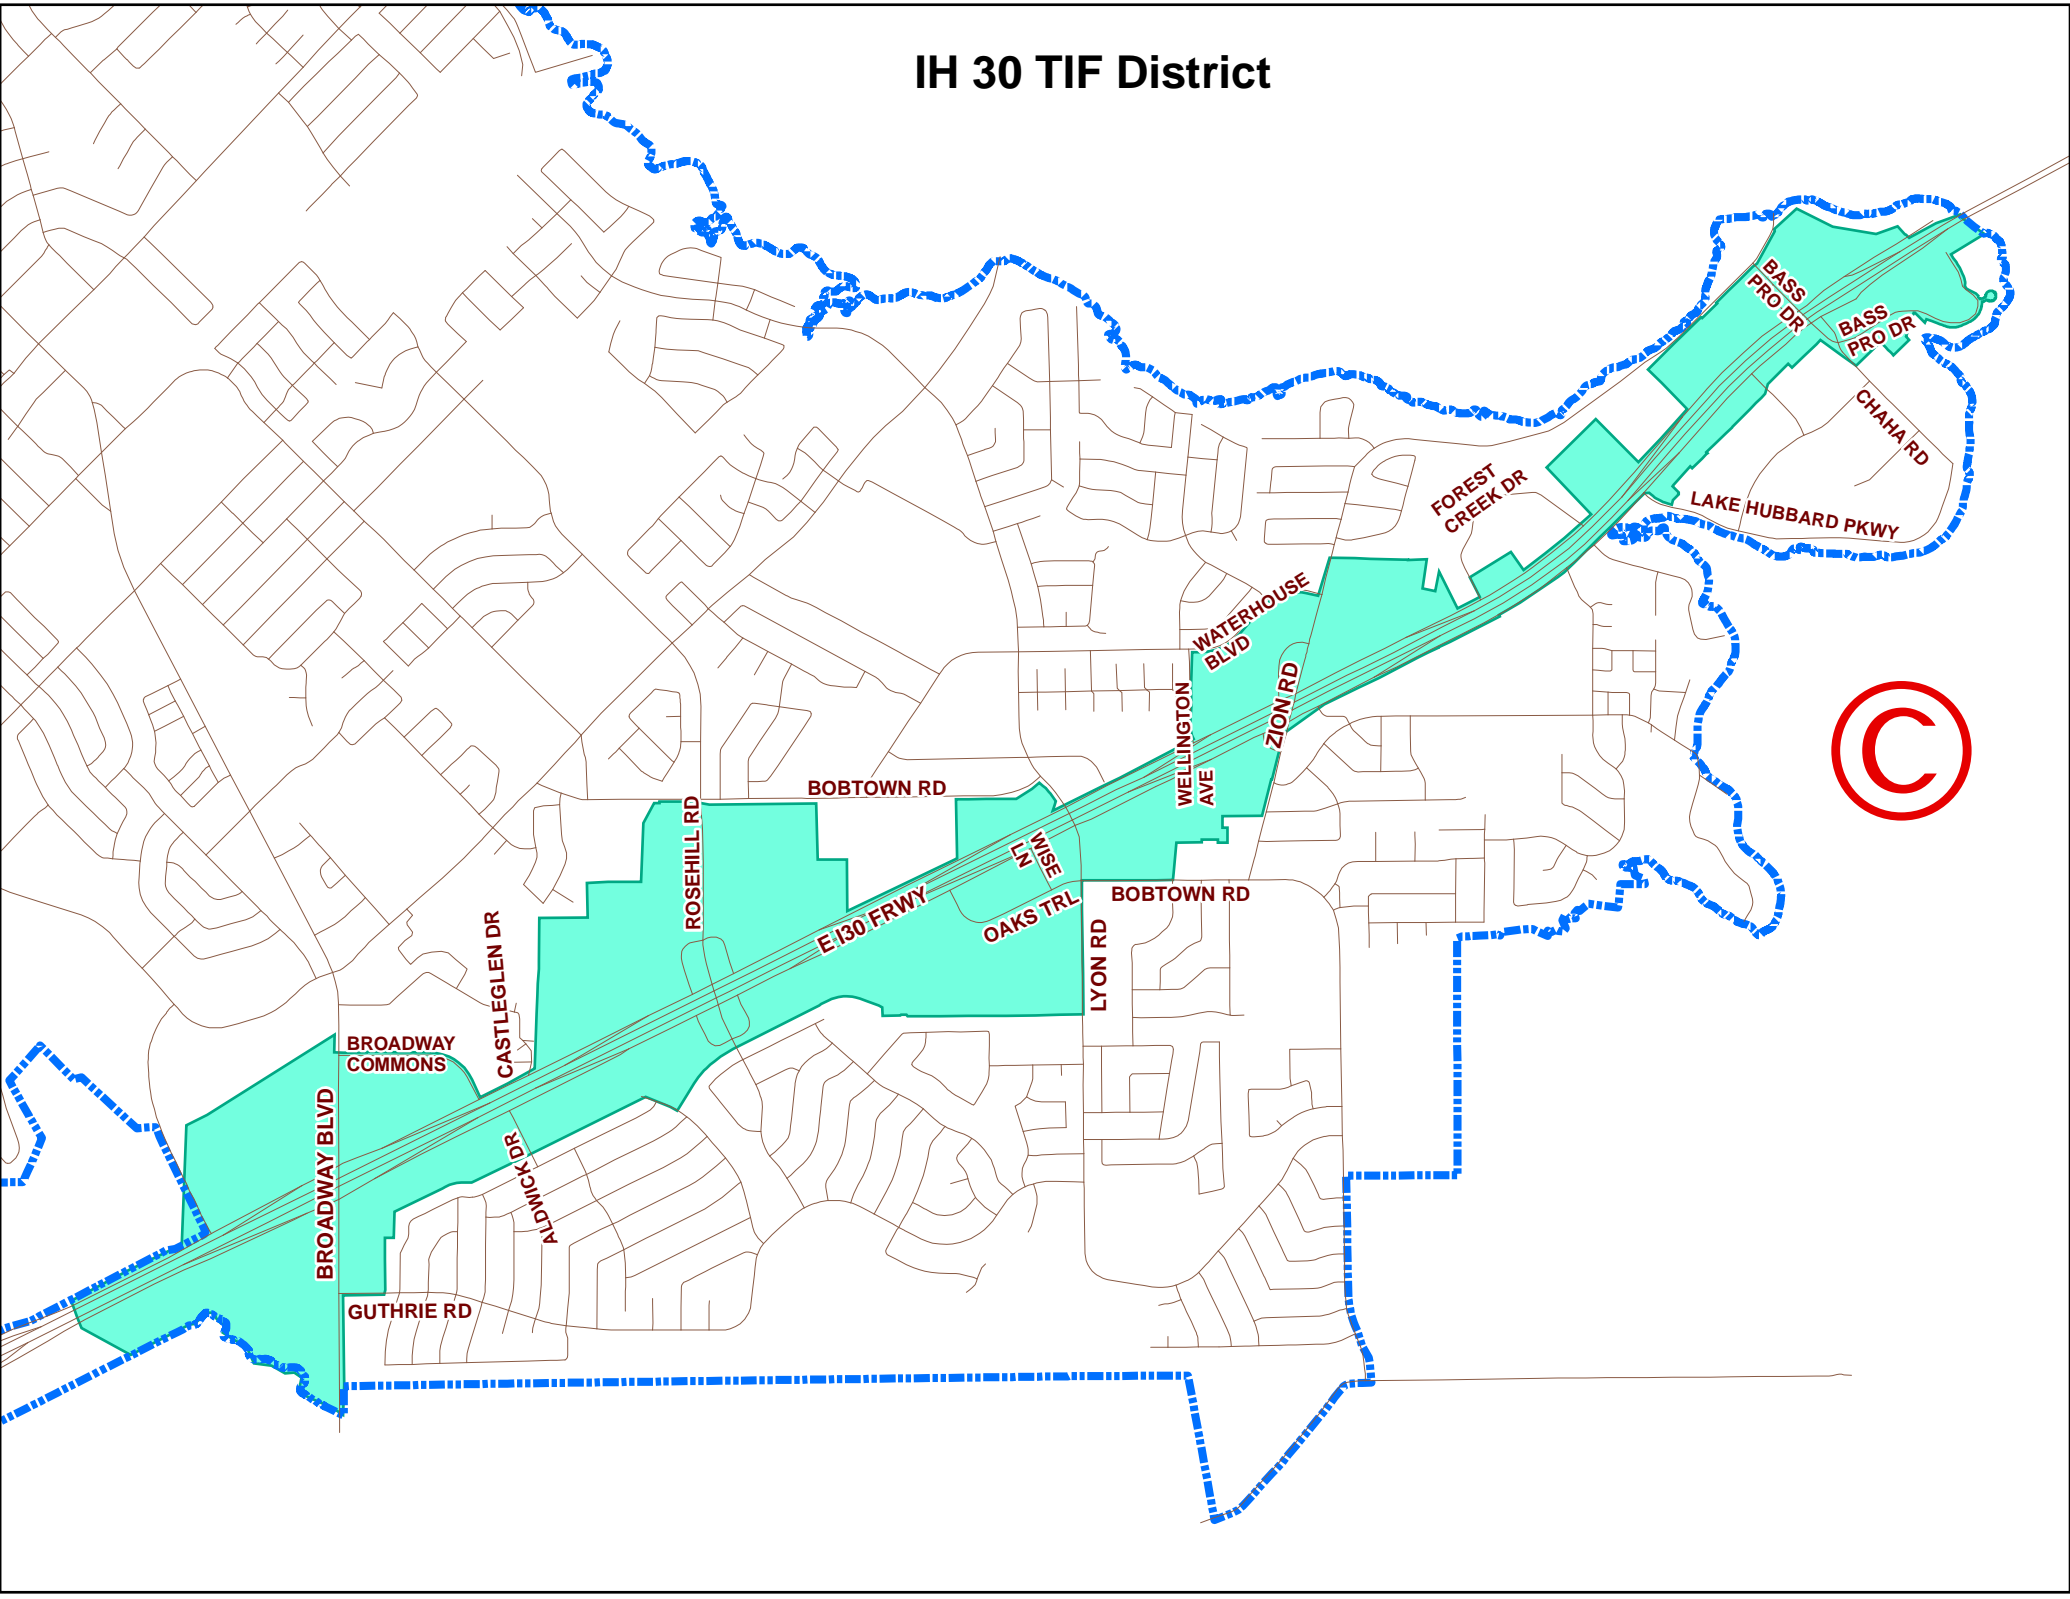 IH 30 TIF District
BASS
PRO DR
BASS
PRO DR
CHAHA RD
FOREST
CREEK DR
LAKE HUBBARD PKWY
WATERHOUSE
BLVD
ZION RD
WELLINGTON
AVE
©
BOBTOWN RD
ROSEHILL RD
WISE
LN
E I30 FRWY
OAKS TRL
BOBTOWN RD
LYON RD
CASTLEGLEN DR
BROADWAY
COMMONS
BROADWAY BLVD
ALDWICK DR
GUTHRIE RD